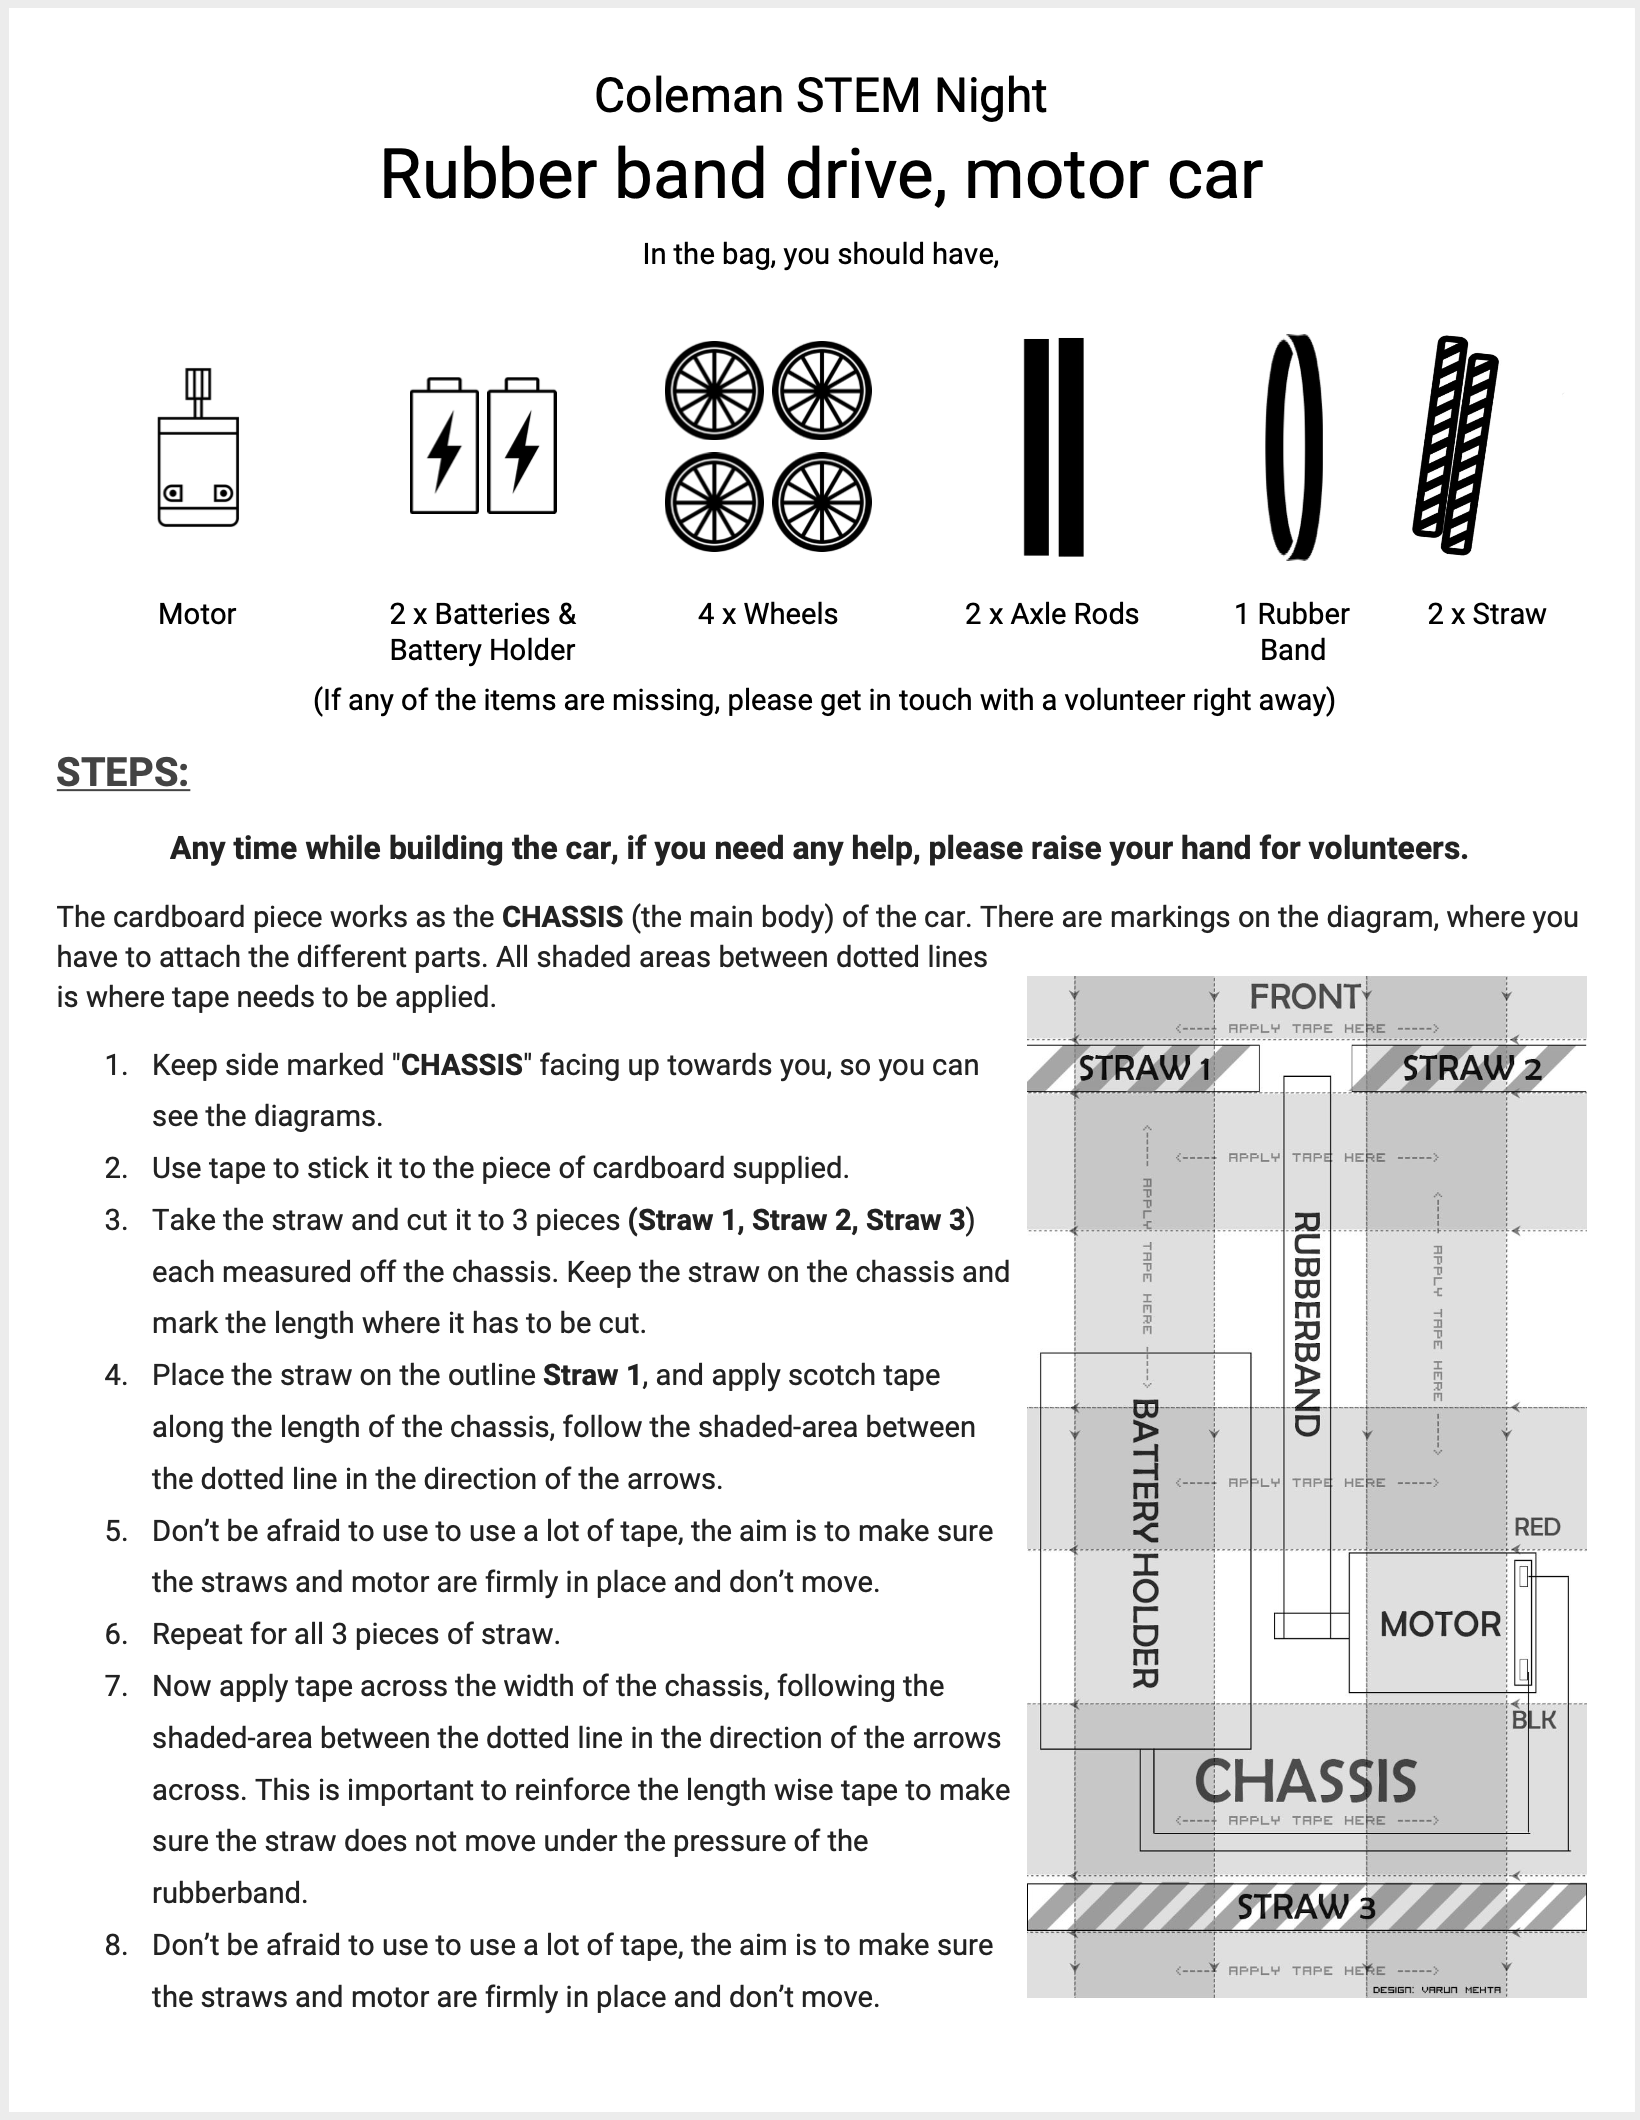 Coleman STEM Night
Rubber band drive, motor car
In the bag, you should have,
Motor
2 x Batteries &
Battery Holder
4 x Wheels
2 x Axle Rods
1 Rubber
Band
2 x Straw
(If any of the items are missing, please get in touch with a volunteer right away)
STEPS:
Any time while building the car, if you need any help, please raise your hand for volunteers.
The cardboard piece works as the CHASSIS (the main body) of the car. There are markings on the diagram, where you
have to attach the different parts. All shaded areas between dotted lines
is where tape needs to be applied.
1. Keep side marked "CHASSIS" facing up towards you, so you can
see the diagrams.
2. Use tape to stick it to the piece of cardboard supplied.
3. Take the straw and cut it to 3 pieces (Straw 1, Straw 2, Straw 3)
each measured off the chassis. Keep the straw on the chassis and
mark the length where it has to be cut.
4. Place the straw on the outline Straw 1, and apply scotch tape
along the length of the chassis, follow the shaded-area between
the dotted line in the direction of the arrows.
5. Don’t be afraid to use to use a lot of tape, the aim is to make sure
the straws and motor are firmly in place and don’t move.
6. Repeat for all 3 pieces of straw.
7. Now apply tape across the width of the chassis, following the
shaded-area between the dotted line in the direction of the arrows
across. This is important to reinforce the length wise tape to make
sure the straw does not move under the pressure of the
rubberband.
8. Don’t be afraid to use to use a lot of tape, the aim is to make sure
the straws and motor are firmly in place and don’t move.
FRONT
<----- APPLY TAPE HERE ----->
STRAW 1
STRAW 2
<----- APPLY TAPE HERE ----->
<----- APPLY TAPE HERE ----->
<----- APPLY TAPE HERE ----->
RUBBERBAND
BATTERY HOLDER
<----- APPLY TAPE HERE ----->
RED
MOTOR
BLK
CHASSIS
<----- APPLY TAPE HERE ----->
STRAW 3
<----- APPLY TAPE HERE ----->
DESIGN: VARUN MEHTA